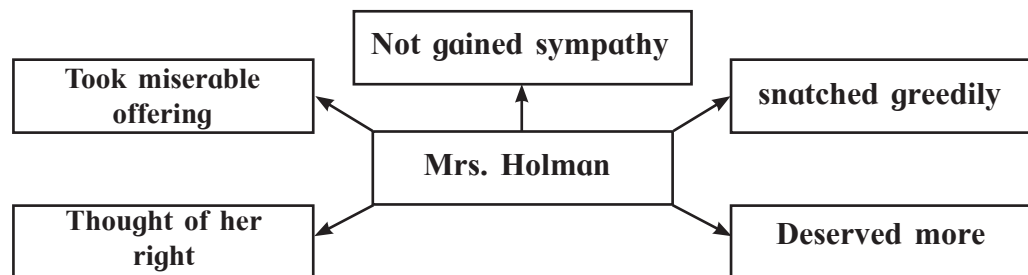 Not gained sympathy
Took miserable
offering
snatched greedily
Mrs. Holman
Thought of her
right
Deserved more